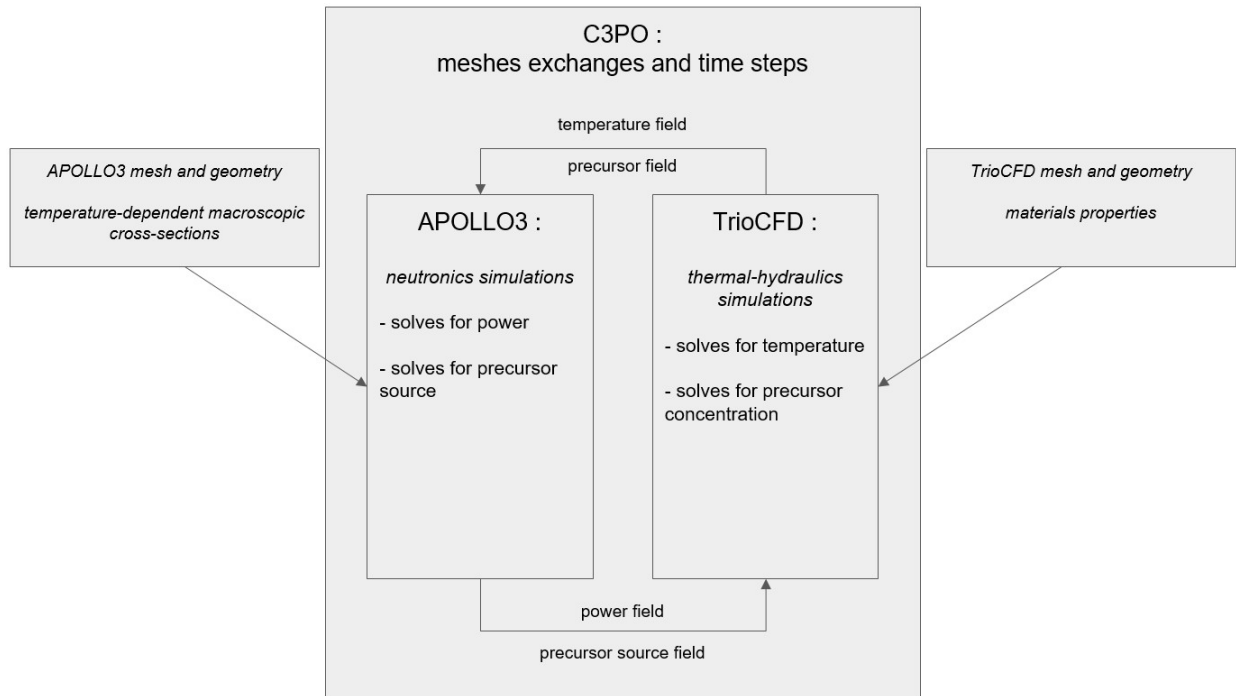 C3PO :
meshes exchanges and time steps
temperature field
precursor field
APOLLO3 mesh and geometry
temperature-dependent macroscopic
cross-sections
APOLLO3 :
neutronics simulations
- solves for power
- solves for precursor
source
TrioCFD :
thermal-hydraulics
simulations
- solves for temperature
- solves for precursor
concentration
TrioCFD mesh and geometry
materials properties
power field
precursor source field